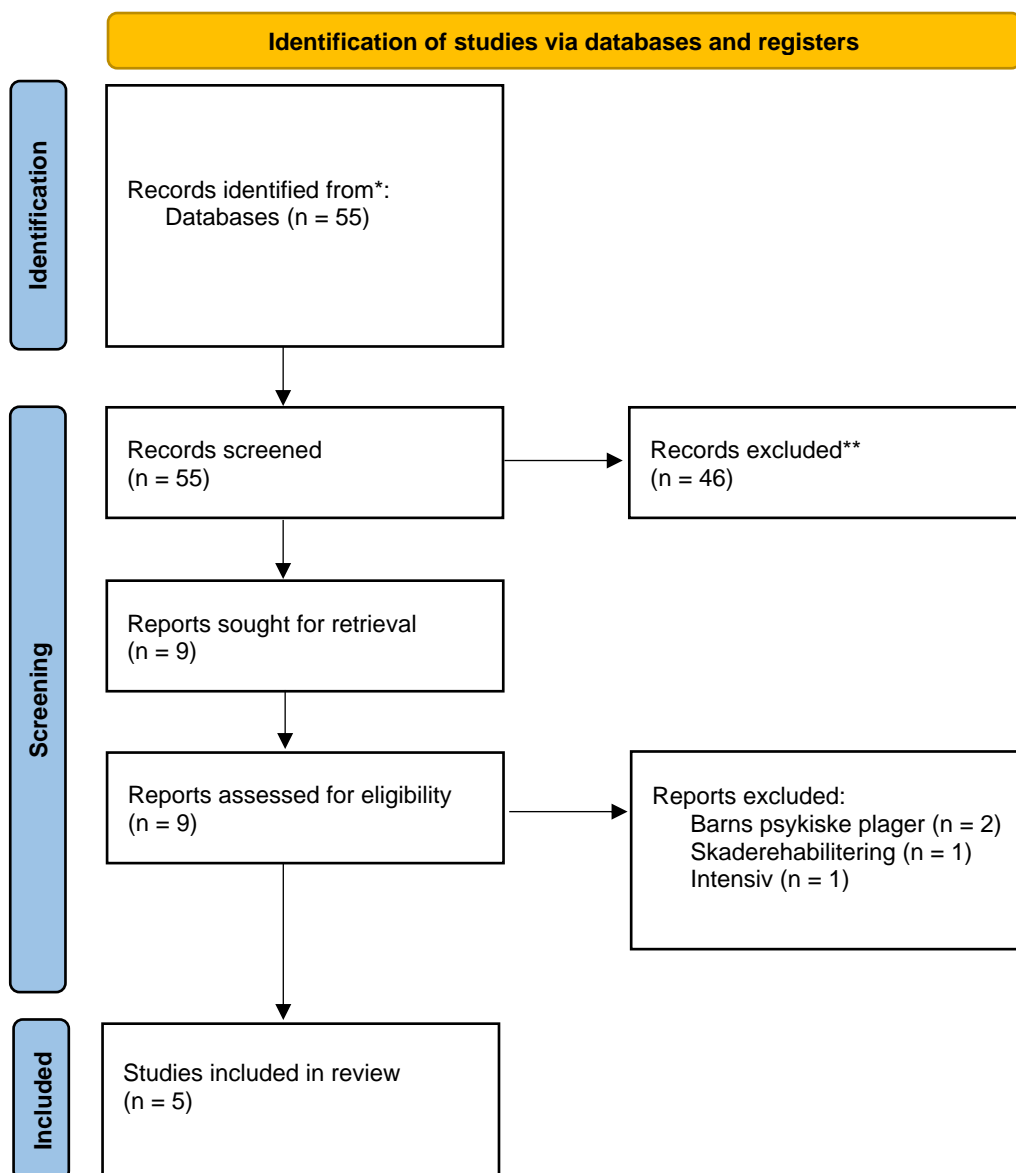 Identification of studies via databases and registers
Identification
Records identified from*:
Databases (n = 55)
Screening
Records screened
(n = 55)
Records excluded**
(n = 46)
Reports sought for retrieval
(n = 9)
Reports assessed for eligibility
(n = 9)
Reports excluded:
Barns psykiske plager (n = 2)
Skaderehabilitering (n = 1)
Intensiv (n = 1)
Included
Studies included in review
(n = 5)